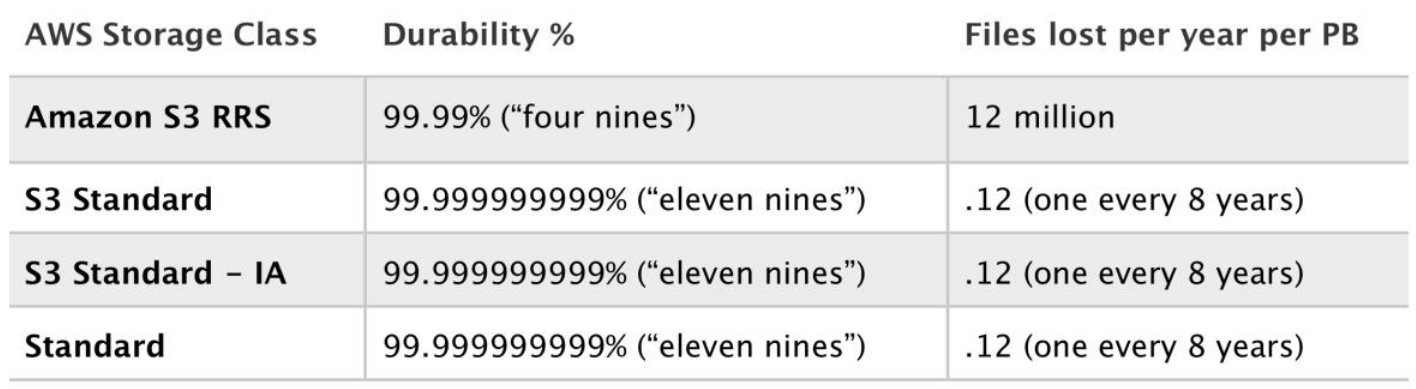 AWS Storage Class Durability % Files lost per year per PB
Amazon S3 RRS 99.99% (“four nines”) 12 million
S3 Standard 99.999999999% (“eleven nines”) .12 (one every 8 years)
S3 Standard – IA 99.999999999% (“eleven nines”) .12 (one every 8 years)
Standard 99.999999999% (“eleven nines”) .12 (one every 8 years)